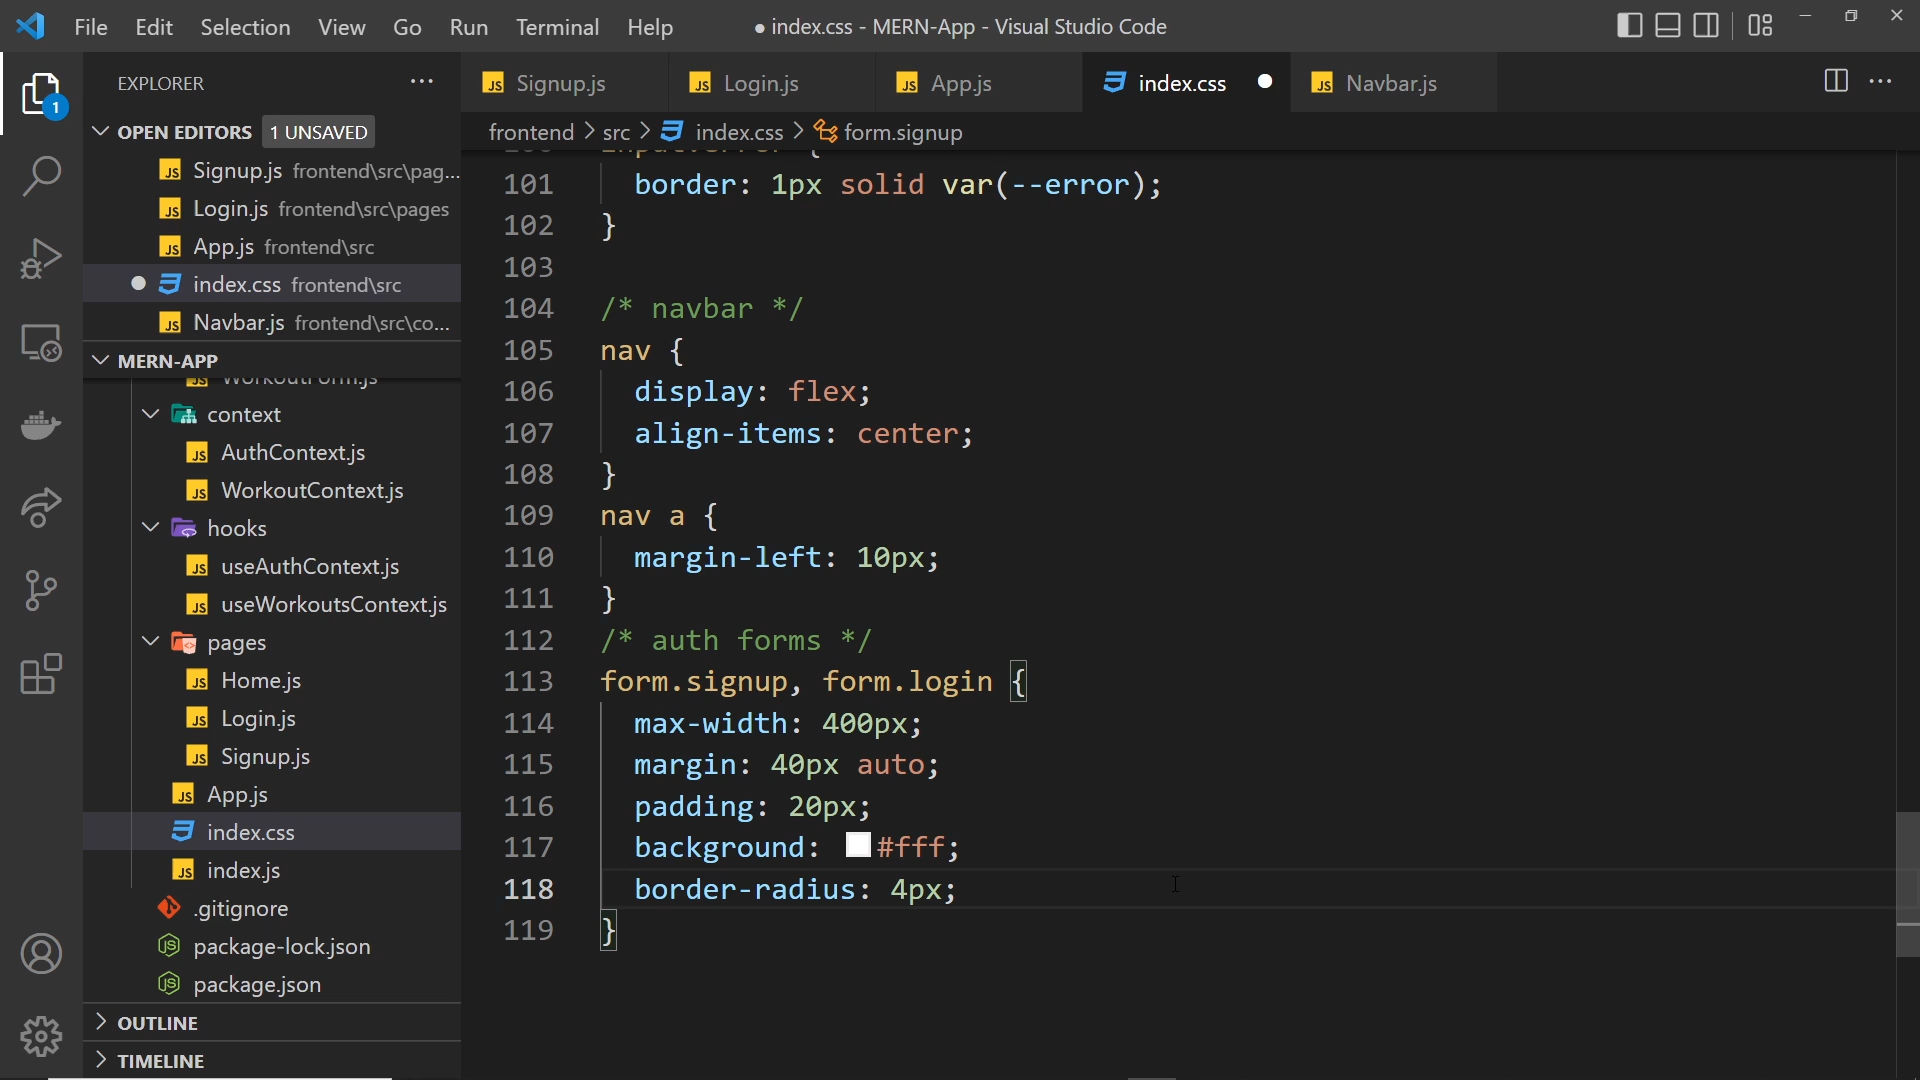 File Edit Selection View Go Run Terminal Help
● index.css - MERN-App - Visual Studio Code
EXPLORER
Signup.js
Login.js
App.js
index.css
Navbar.js
OPEN EDITORS 1 UNSAVED
frontend > src > index.css > form.signup
Signup.js frontend\src\pag...
Login.js frontend\src\pages
App.js frontend\src
index.css frontend\src
Navbar.js frontend\src\co...
MERN-APP
WorkoutForm.js
context
AuthContext.js
WorkoutContext.js
hooks
useAuthContext.js
useWorkoutsContext.js
pages
Home.js
Login.js
Signup.js
App.js
index.css
index.js
.gitignore
package-lock.json
package.json
OUTLINE
TIMELINE
1
101 border: 1px solid var(--error);
102 }
103
104 /* navbar */
105 nav {
106 display: flex;
107 align-items: center;
108 }
109 nav a {
110 margin-left: 10px;
111 }
112 /* auth forms */
113 form.signup, form.login {
114 max-width: 400px;
115 margin: 40px auto;
116 padding: 20px;
117 background: #fff;
118 border-radius: 4px;
119 }